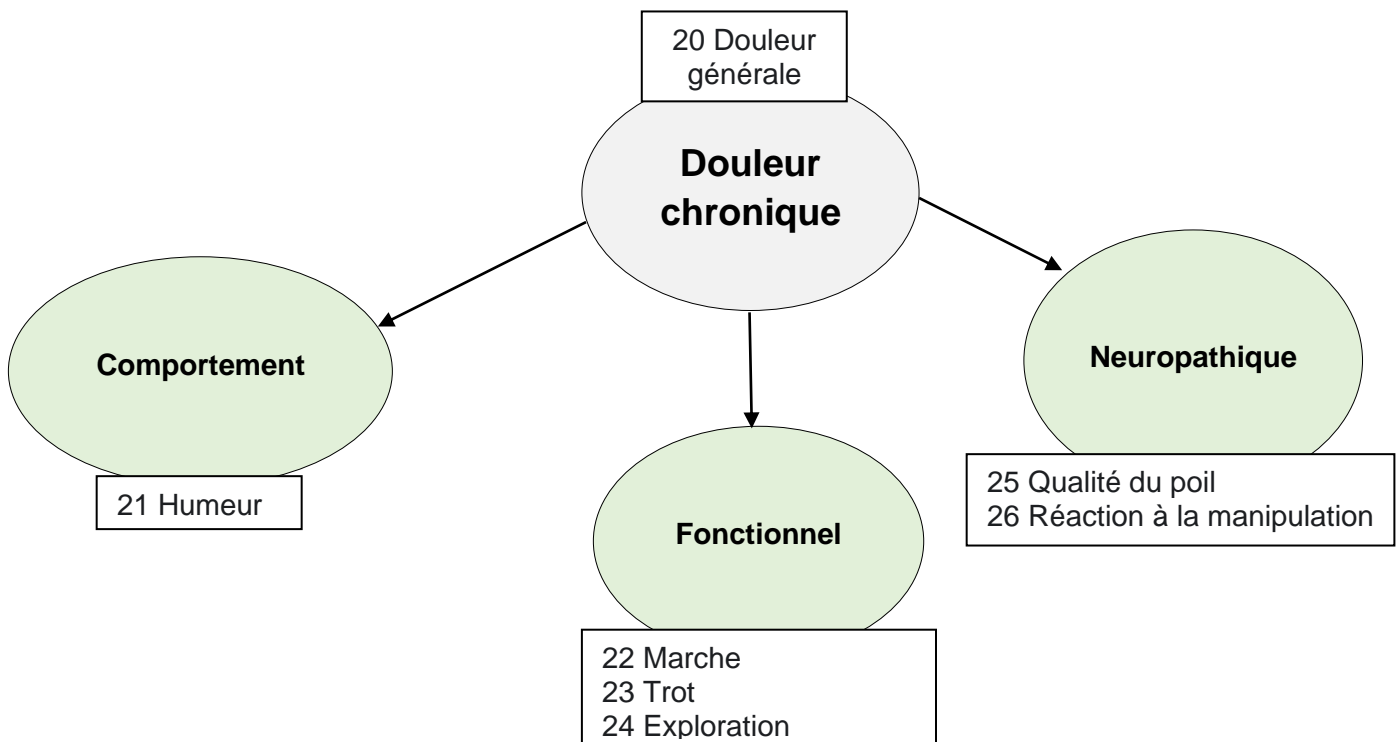 20 Douleur
générale
Douleur
chronique
Comportement
21 Humeur
Fonctionnel
22 Marche
23 Trot
24 Exploration
Neuropathique
25 Qualité du poil
26 Réaction à la manipulation